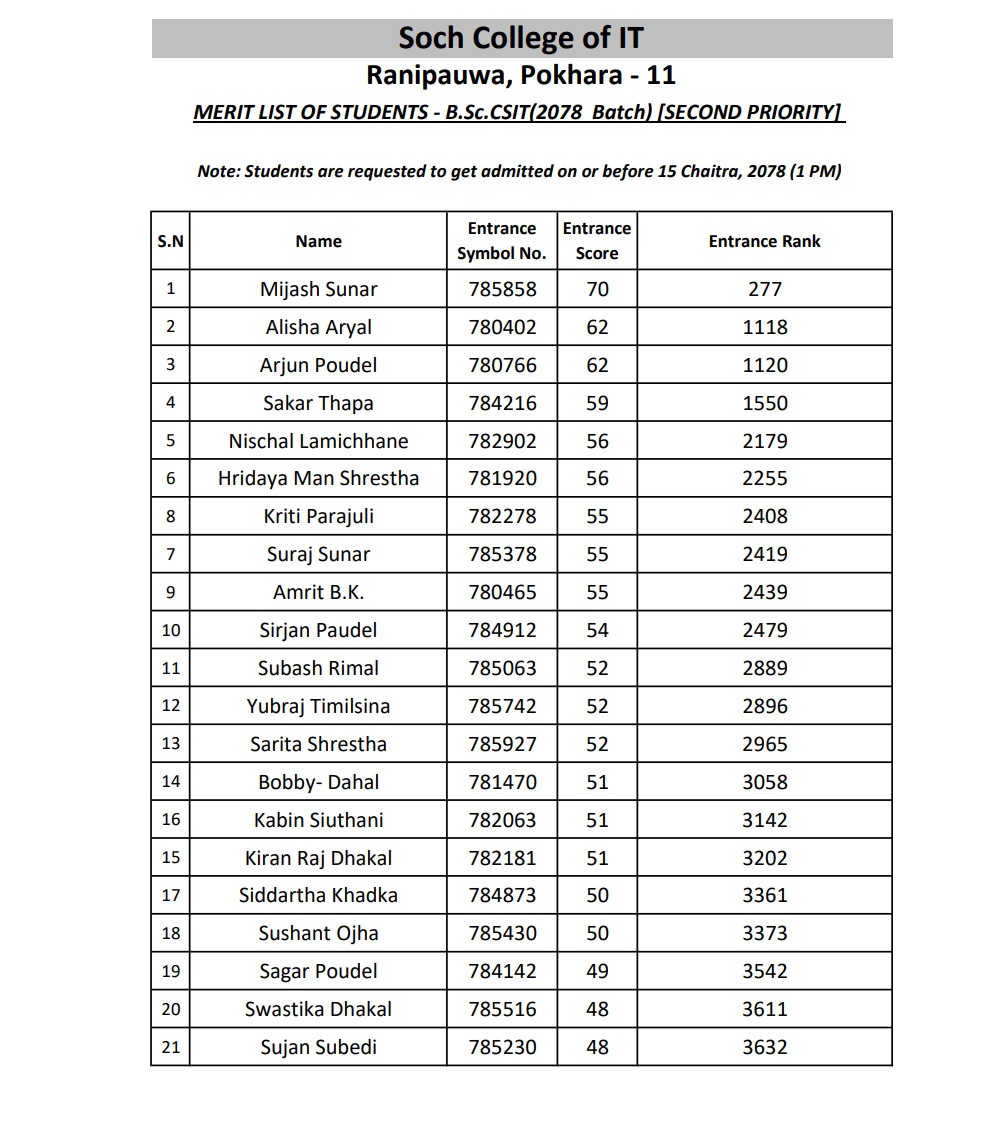 Soch College of IT
Ranipauwa, Pokhara - 11
MERIT LIST OF STUDENTS - B.Sc.CSIT(2078 Batch) [SECOND PRIORITY]
Note: Students are requested to get admitted on or before 15 Chaitra, 2078 (1 PM)
S.N Name Entrance Symbol No. Entrance Score Entrance Rank
1 Mijash Sunar 785858 70 277
2 Alisha Aryal 780402 62 1118
3 Arjun Poudel 780766 62 1120
4 Sakar Thapa 784216 59 1550
5 Nischal Lamichhane 782902 56 2179
6 Hridaya Man Shrestha 781920 56 2255
8 Kriti Parajuli 782278 55 2408
7 Suraj Sunar 785378 55 2419
9 Amrit B.K. 780465 55 2439
10 Sirjan Paudel 784912 54 2479
11 Subash Rimal 785063 52 2889
12 Yubraj Timilsina 785742 52 2896
13 Sarita Shrestha 785927 52 2965
14 Bobby- Dahal 781470 51 3058
16 Kabin Siuthani 782063 51 3142
15 Kiran Raj Dhakal 782181 51 3202
17 Siddartha Khadka 784873 50 3361
18 Sushant Ojha 785430 50 3373
19 Sagar Poudel 784142 49 3542
20 Swastika Dhakal 785516 48 3611
21 Sujan Subedi 785230 48 3632